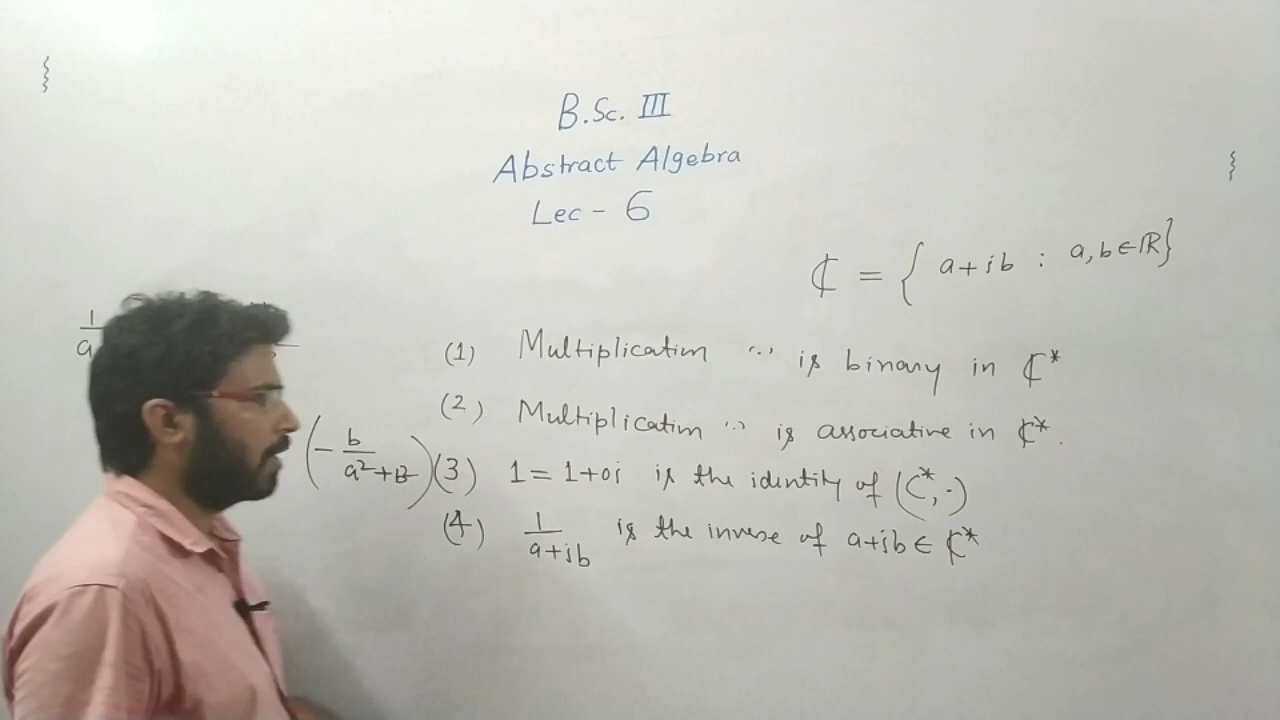 B.Sc. III
Abstract Algebra
Lec - 6
ℂ = { a+ib : a,b∈ℝ}
1
a
(1) Multiplication "." is binary in ℂ*
(2) Multiplication "." is associative in ℂ*.
(-b/a²+b²)
(3) 1 = 1+0i is the identity of (ℂ*, ·)
(4) 1/a+ib is the inverse of a+ib ∈ ℂ*